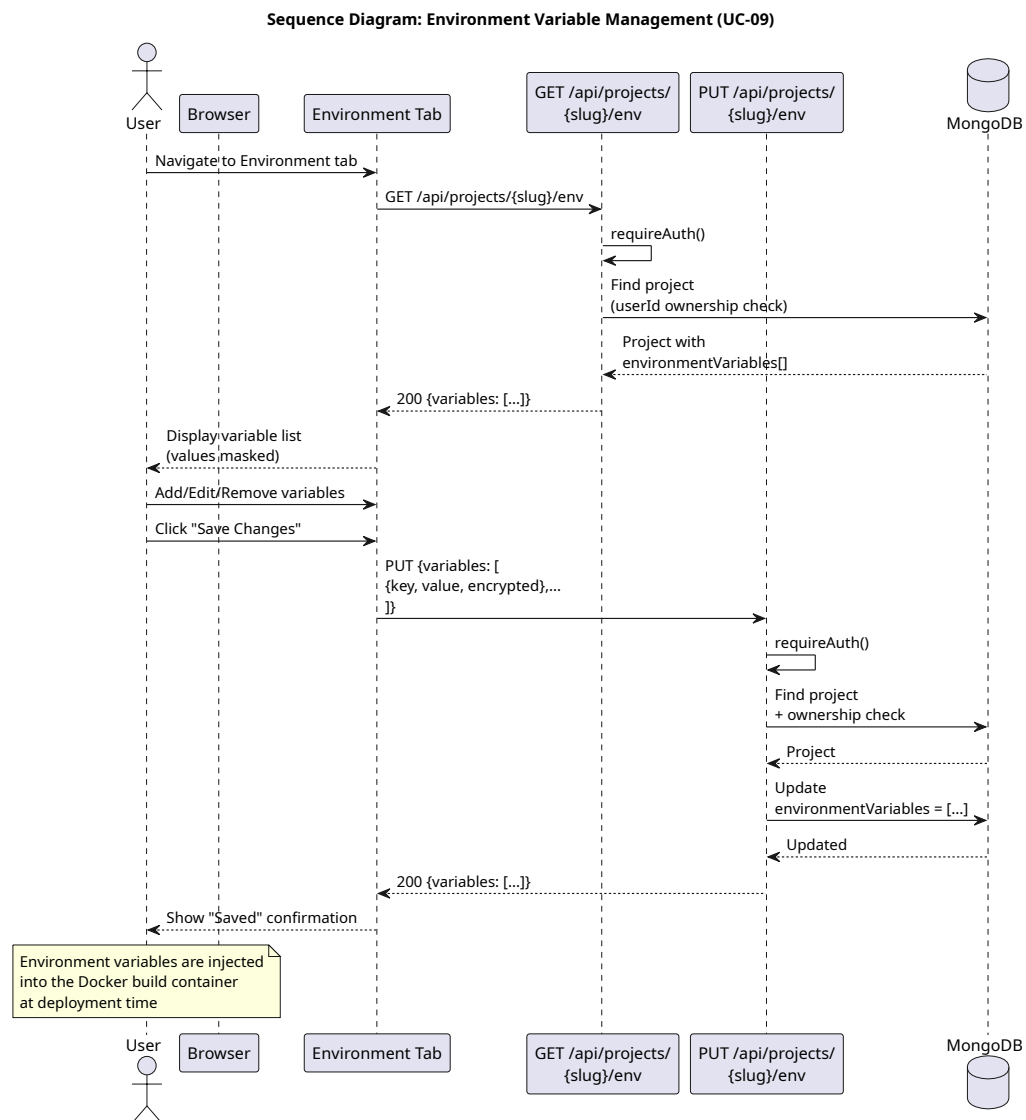 Sequence Diagram: Environment Variable Management (UC-09)
User
Browser
Environment Tab
GET /api/projects/
{slug}/env
PUT /api/projects/
{slug}/env
MongoDB
Navigate to Environment tab
GET /api/projects/{slug}/env
requireAuth()
Find project
(userId ownership check)
Project with
environmentVariables[]
200 {variables: [...]}
Display variable list
(values masked)
Add/Edit/Remove variables
Click "Save Changes"
PUT {variables: [
{key, value, encrypted},...
]}
requireAuth()
Find project
+ ownership check
Project
Update
environmentVariables = [...]
Updated
200 {variables: [...]}
Show "Saved" confirmation
Environment variables are injected
into the Docker build container
at deployment time
User
Browser
Environment Tab
GET /api/projects/
{slug}/env
PUT /api/projects/
{slug}/env
MongoDB